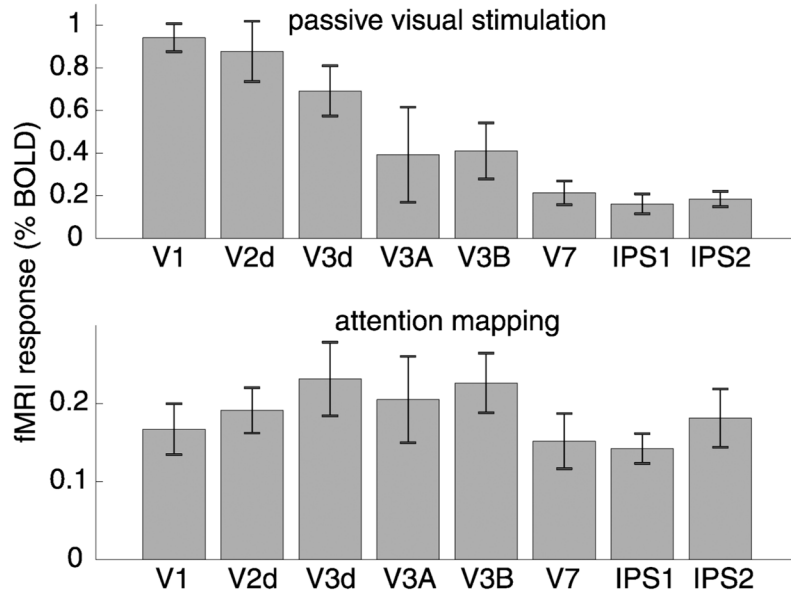 passive visual stimulation
1
0.8
0.6
0.4
0.2
0
V1 V2d V3d V3A V3B V7 IPS1 IPS2
fMRI response (% BOLD)
attention mapping
0.2
0.1
0
V1 V2d V3d V3A V3B V7 IPS1 IPS2